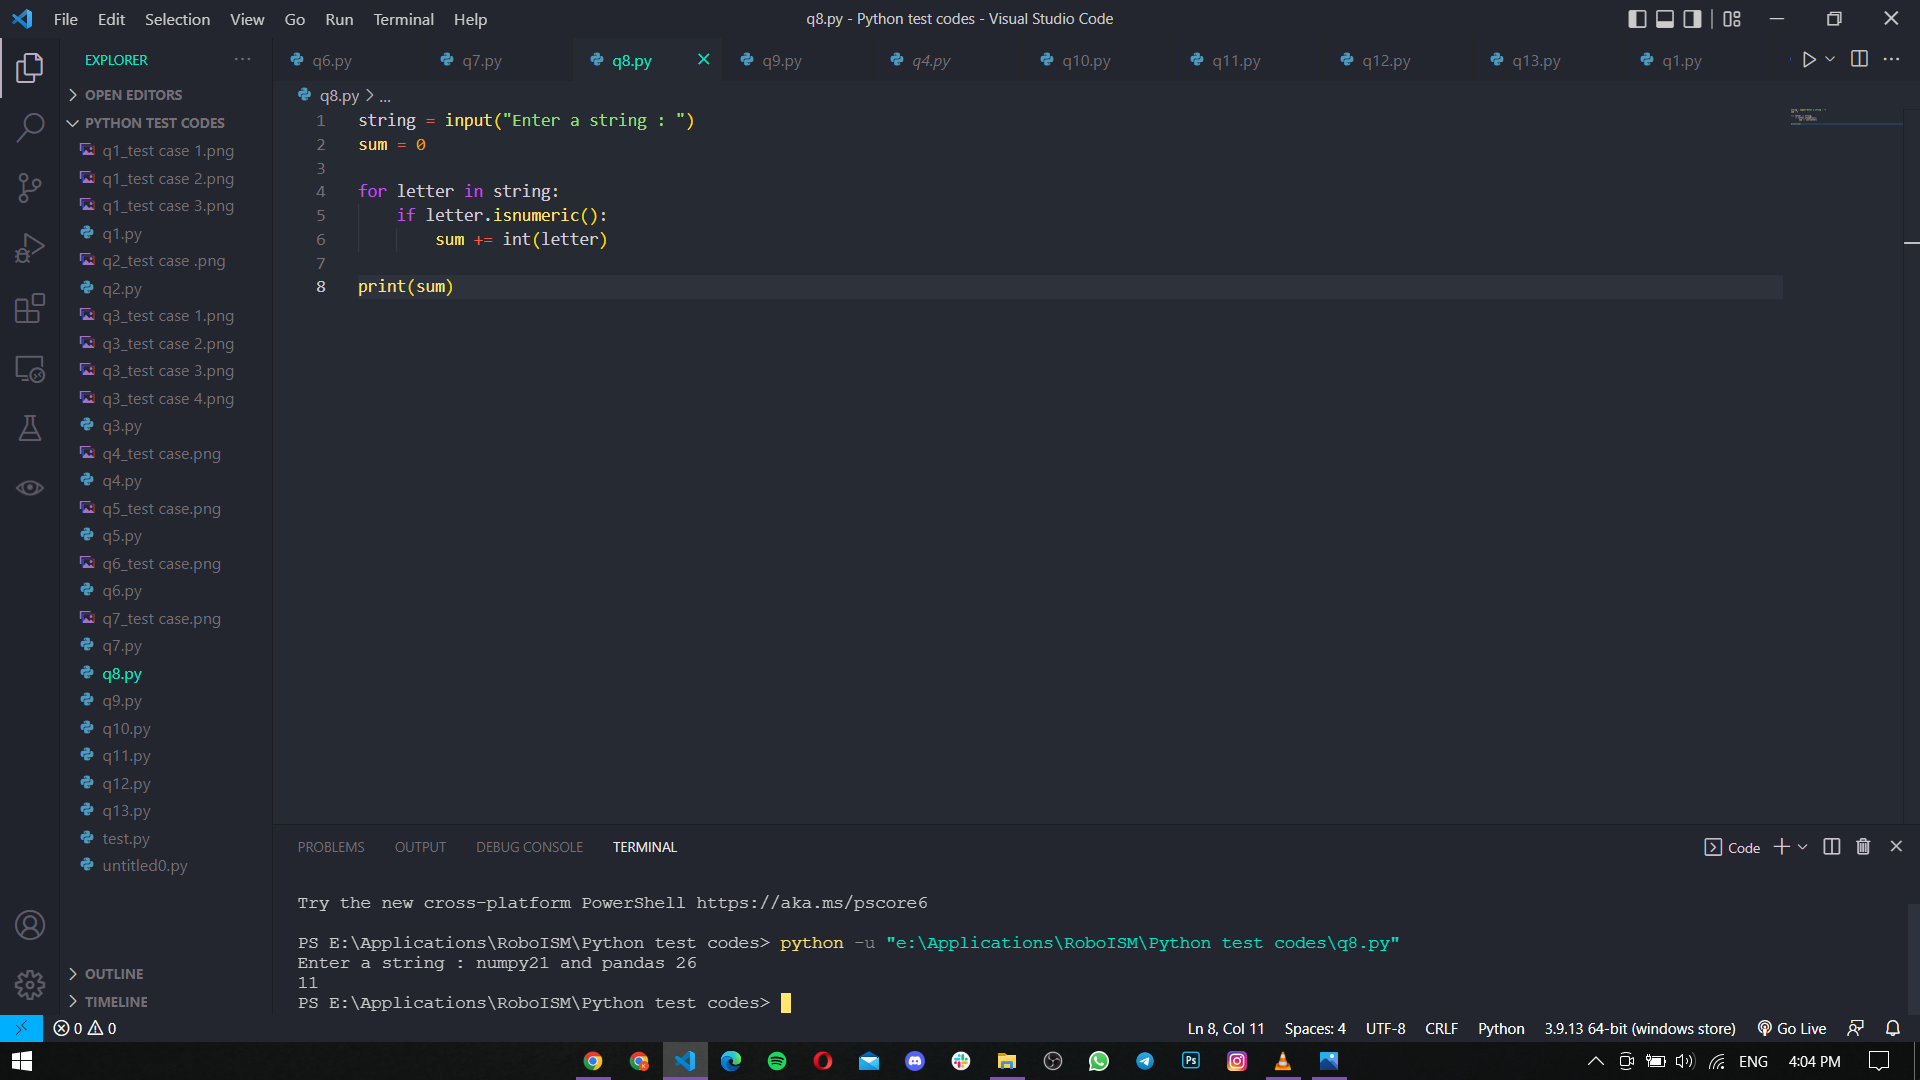 File Edit Selection View Go Run Terminal Help
q8.py - Python test codes - Visual Studio Code
EXPLORER
OPEN EDITORS
PYTHON TEST CODES
q1_test case 1.png
q1_test case 2.png
q1_test case 3.png
q1.py
q2_test case .png
q2.py
q3_test case 1.png
q3_test case 2.png
q3_test case 3.png
q3_test case 4.png
q3.py
q4_test case.png
q4.py
q5_test case.png
q5.py
q6_test case.png
q6.py
q7_test case.png
q7.py
q8.py
q9.py
q10.py
q11.py
q12.py
q13.py
test.py
untitled0.py
OUTLINE
TIMELINE
q6.py q7.py q8.py q9.py q4.py q10.py q11.py q12.py q13.py q1.py
q8.py > ...
1 string = input("Enter a string : ")
2 sum = 0
3
4 for letter in string:
5 if letter.isnumeric():
6 sum += int(letter)
7
8 print(sum)
PROBLEMS OUTPUT DEBUG CONSOLE TERMINAL
Code
Try the new cross-platform PowerShell https://aka.ms/pscore6
PS E:\Applications\RoboISM\Python test codes> python -u "e:\Applications\RoboISM\Python test codes\q8.py"
Enter a string : numpy21 and pandas 26
11
PS E:\Applications\RoboISM\Python test codes>
0 0
Ln 8, Col 11 Spaces: 4 UTF-8 CRLF Python 3.9.13 64-bit (windows store) Go Live
Ps
ENG 4:04 PM